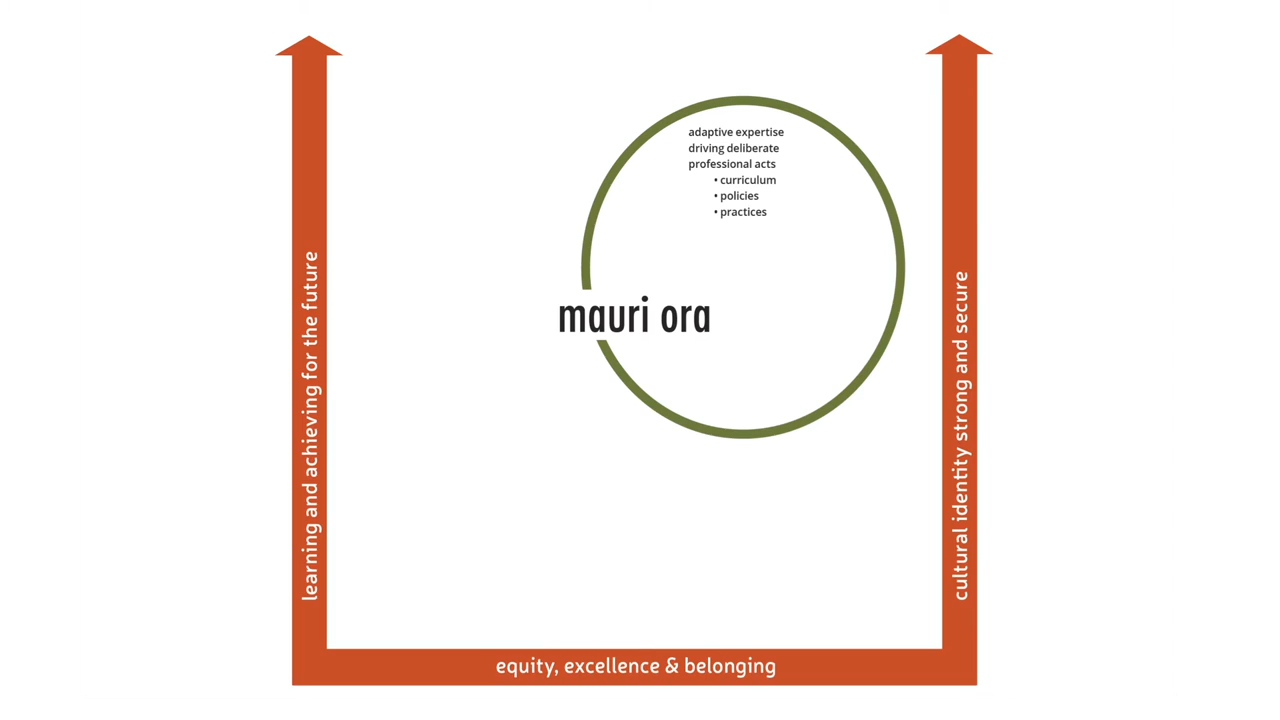 adaptive expertise
driving deliberate
professional acts
• curriculum
• policies
• practices
mauri ora
learning and achieving for the future
cultural identity strong and secure
equity, excellence & belonging